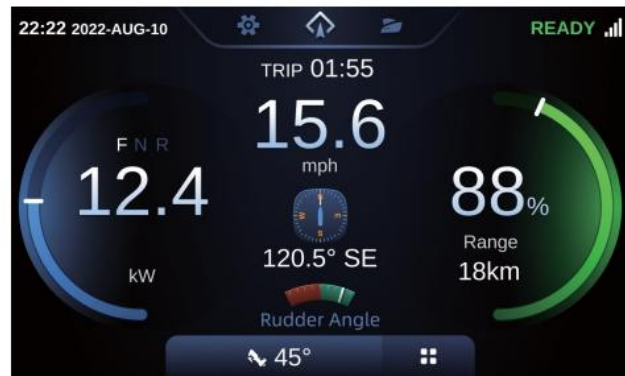 22:22 2022-AUG-10
READY
TRIP 01:55
15.6
mph
F N R
12.4
kW
88%
Range
18km
120.5° SE
Rudder Angle
45°